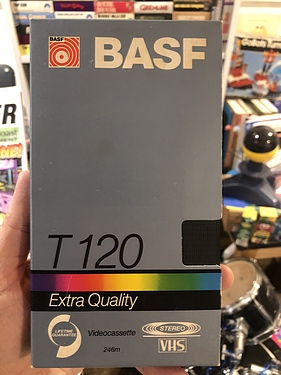 BASF
BASF
T 120
Extra Quality
LIFETIME
GUARANTEE
Videocassette
246m
STEREO
VHS